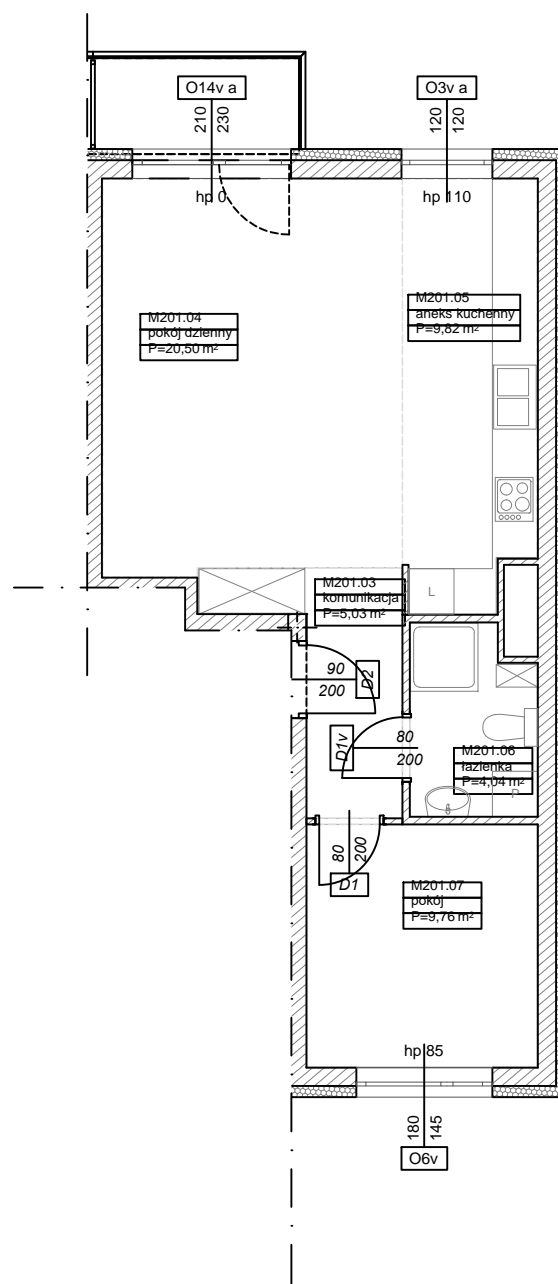 O14v a
O3v a
210
230
120
120
hp 0
hp 110
M201.05
aneks kuchenny
P=9,82 m²
M201.04
pokój dzienny
P=20,50 m²
M201.03
komunikacja
P=5,03 m²
L
90
200
D2
D1v
80
200
M201.06
łazienka
P=4,04 m²
P
80
200
D1
M201.07
pokój
P=9,76 m²
hp 85
180
145
O6v